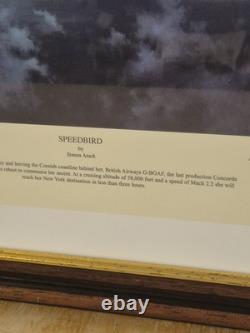 SPEEDBIRD
by
Simon Atack
and leaving the Cornish coastline behind her, British Airways G-BOAF, the last production Concorde
reheat to commence her ascent. At a cruising altitude of 58,000 feet and a speed of Mach 2.2 she will
reach her New York destination in less than three hours.